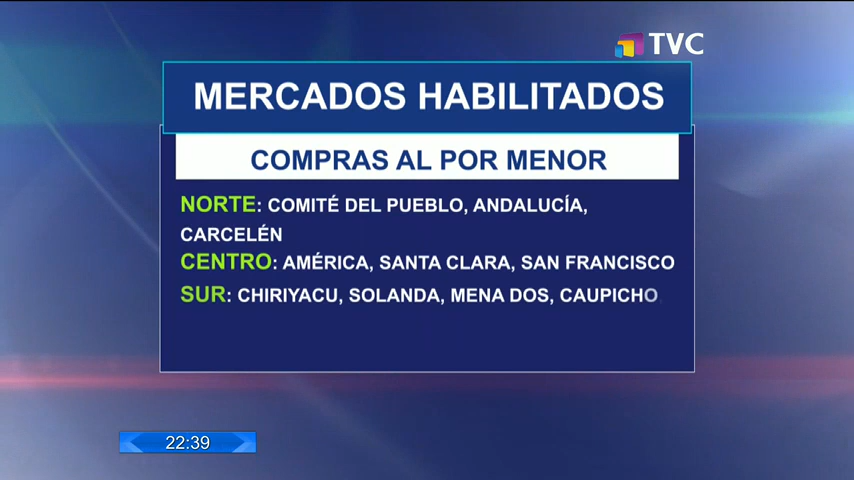 TVC
MERCADOS HABILITADOS
COMPRAS AL POR MENOR
NORTE: COMITÉ DEL PUEBLO, ANDALUCÍA,
CARCELÉN
CENTRO: AMÉRICA, SANTA CLARA, SAN FRANCISCO
SUR: CHIRIYACU, SOLANDA, MENA DOS, CAUPICHO
22:39